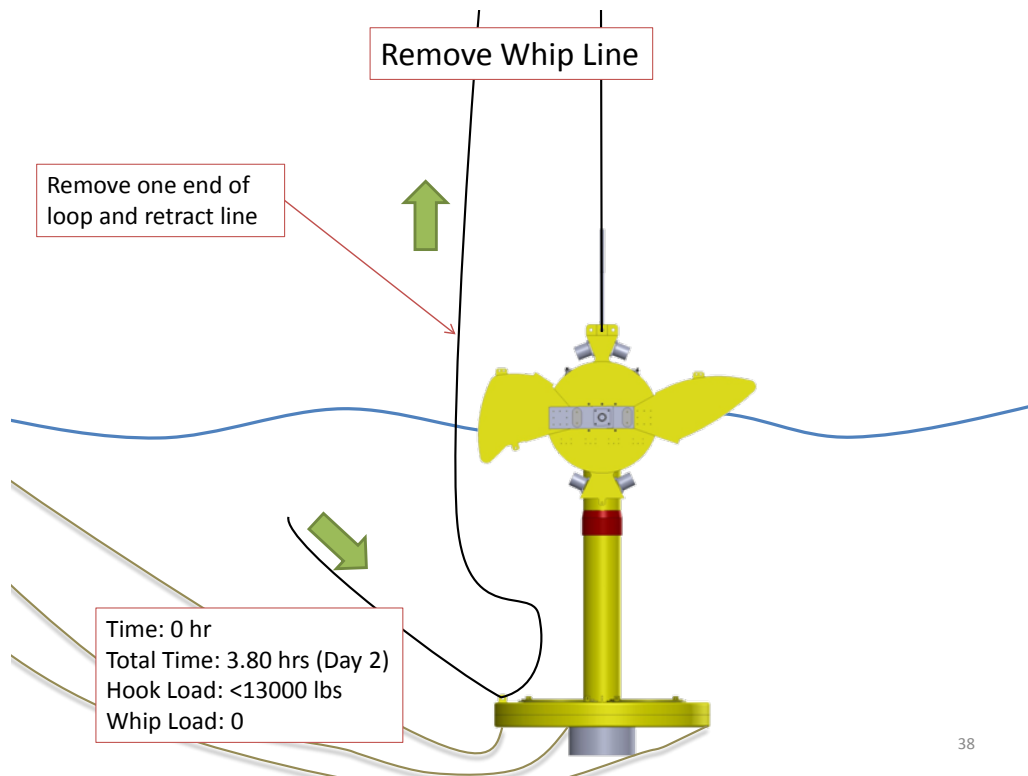 Remove Whip Line
Remove one end of
loop and retract line
Time: 0 hr
Total Time: 3.80 hrs (Day 2)
Hook Load: <13000 lbs
Whip Load: 0
38